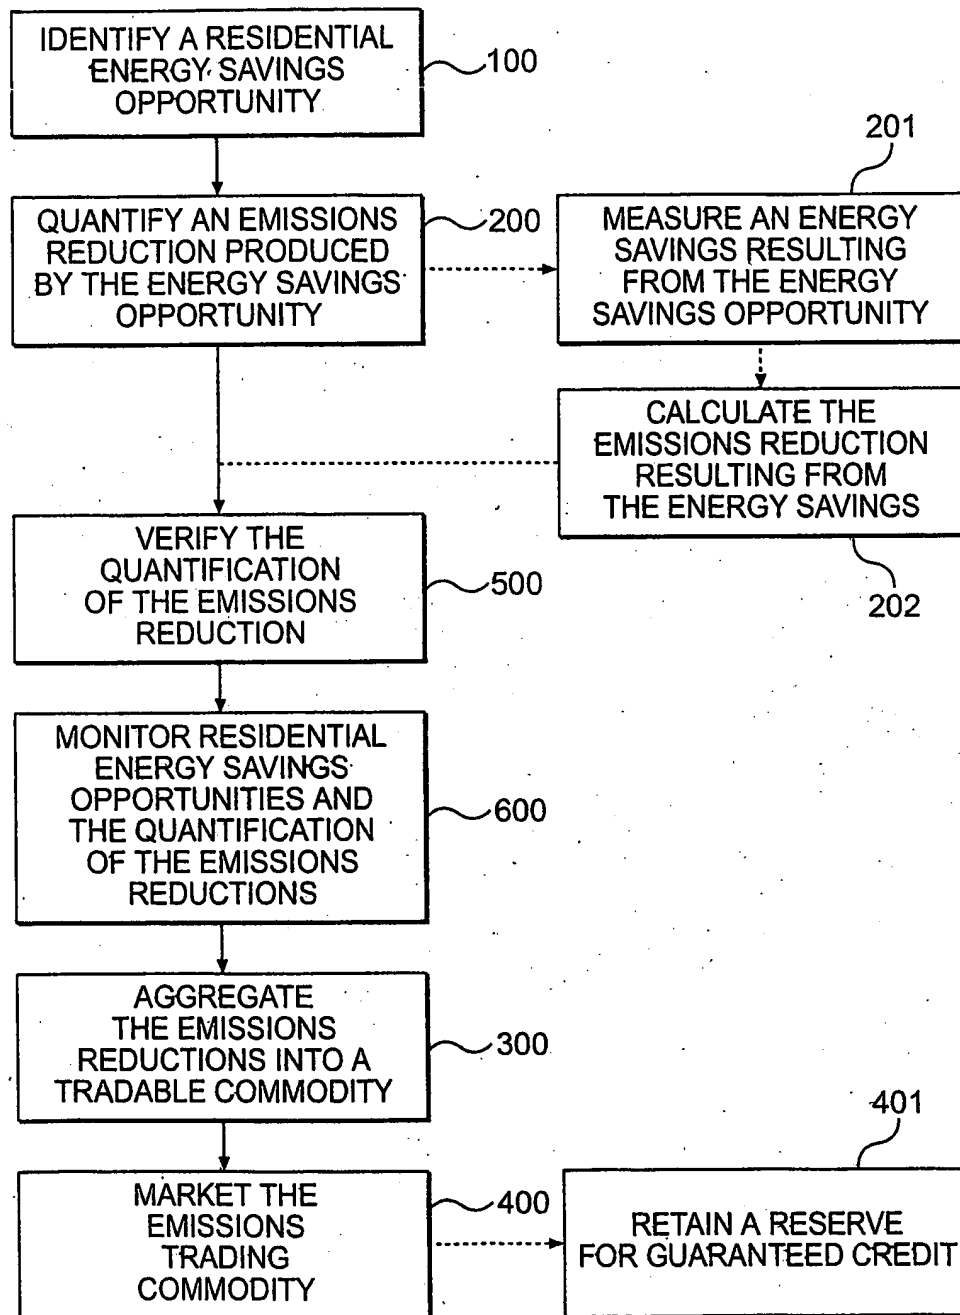 IDENTIFY A RESIDENTIAL
ENERGY SAVINGS
OPPORTUNITY
100
201
QUANTIFY AN EMISSIONS
REDUCTION PRODUCED
BY THE ENERGY SAVINGS
OPPORTUNITY
200
MEASURE AN ENERGY
SAVINGS RESULTING
FROM THE ENERGY
SAVINGS OPPORTUNITY
CALCULATE THE
EMISSIONS REDUCTION
RESULTING FROM
THE ENERGY SAVINGS
202
VERIFY THE
QUANTIFICATION
OF THE EMISSIONS
REDUCTION
500
MONITOR RESIDENTIAL
ENERGY SAVINGS
OPPORTUNITIES AND
THE QUANTIFICATION
OF THE EMISSIONS
REDUCTIONS
600
AGGREGATE
THE EMISSIONS
REDUCTIONS INTO A
TRADABLE COMMODITY
300
401
MARKET THE
EMISSIONS
TRADING
COMMODITY
400
RETAIN A RESERVE
FOR GUARANTEED CREDIT